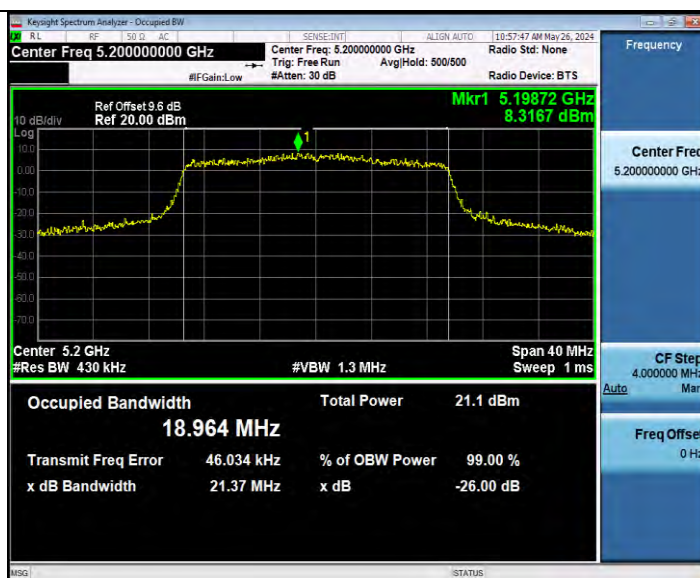 Keysight Spectrum Analyzer - Occupied BW
RL RF 50 Ω AC SENSE:INT ALIGN AUTO 10:57:47 AM May 26, 2024
Center Freq 5.200000000 GHz
Center Freq: 5.200000000 GHz
Radio Std: None
Trig: Free Run Avg|Hold: 500/500
#IFGain:Low
#Atten: 30 dB
Radio Device: BTS
Frequency
Ref Offset 9.6 dB
10 dB/div Ref 20.00 dBm
Mkr1 5.19872 GHz
8.3167 dBm
Log
1
10.0
0.00
-10.0
-20.0
-30.0
-40.0
-50.0
-60.0
-70.0
Center 5.2 GHz
Span 40 MHz
#Res BW 430 kHz
#VBW 1.3 MHz
Sweep 1 ms
Occupied Bandwidth
18.964 MHz
Total Power 21.1 dBm
Transmit Freq Error 46.034 kHz
% of OBW Power 99.00 %
x dB Bandwidth 21.37 MHz
x dB -26.00 dB
Center Freq
5.200000000 GHz
CF Step
4.000000 MHz
Auto Man
Freq Offset
0 Hz
MSG
STATUS